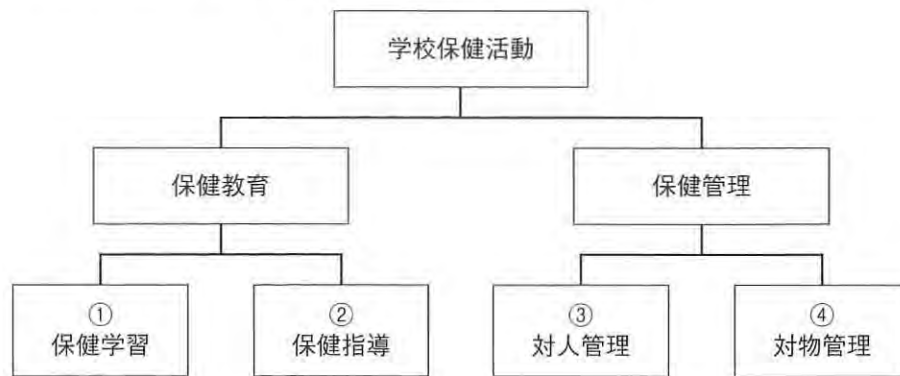 学校保健活動
保健教育
保健管理
①
保健学習
②
保健指導
③
対人管理
④
対物管理